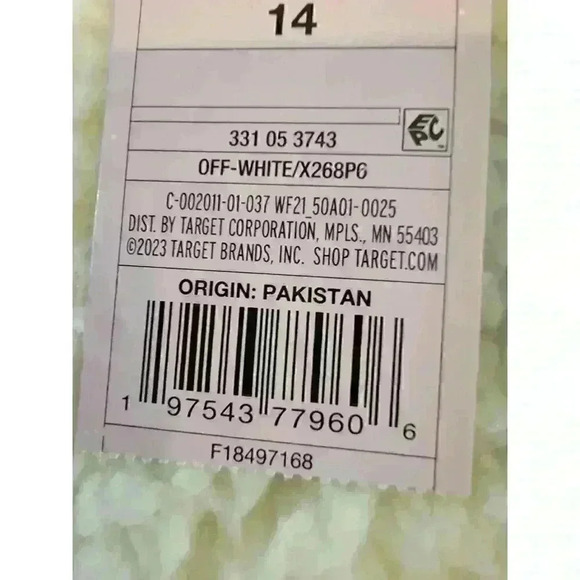 14
EPC
331 05 3743
OFF-WHITE/X268P6
C-002011-01-037 WF21_50A01-0025
DIST. BY TARGET CORPORATION, MPLS., MN 55403
©2023 TARGET BRANDS, INC. SHOP TARGET.COM
ORIGIN: PAKISTAN
1 97543 77960 6
F18497168